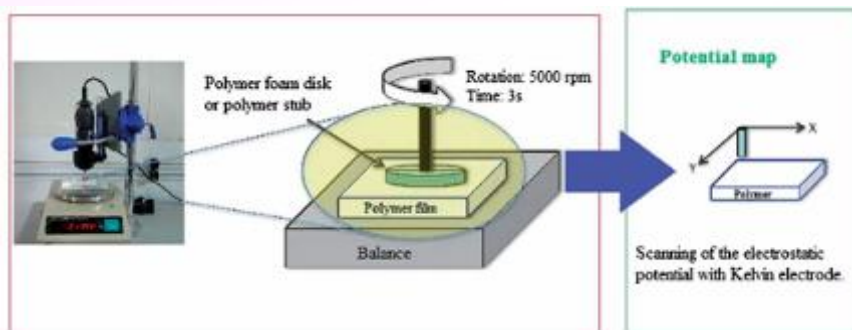 Polymer foam disk
or polymer stub
Rotation: 5000 rpm
Time: 3s
Polymer film
Balance
Potential map
X
Y
Polymer
Scanning of the electrostatic
potential with Kelvin electrode.